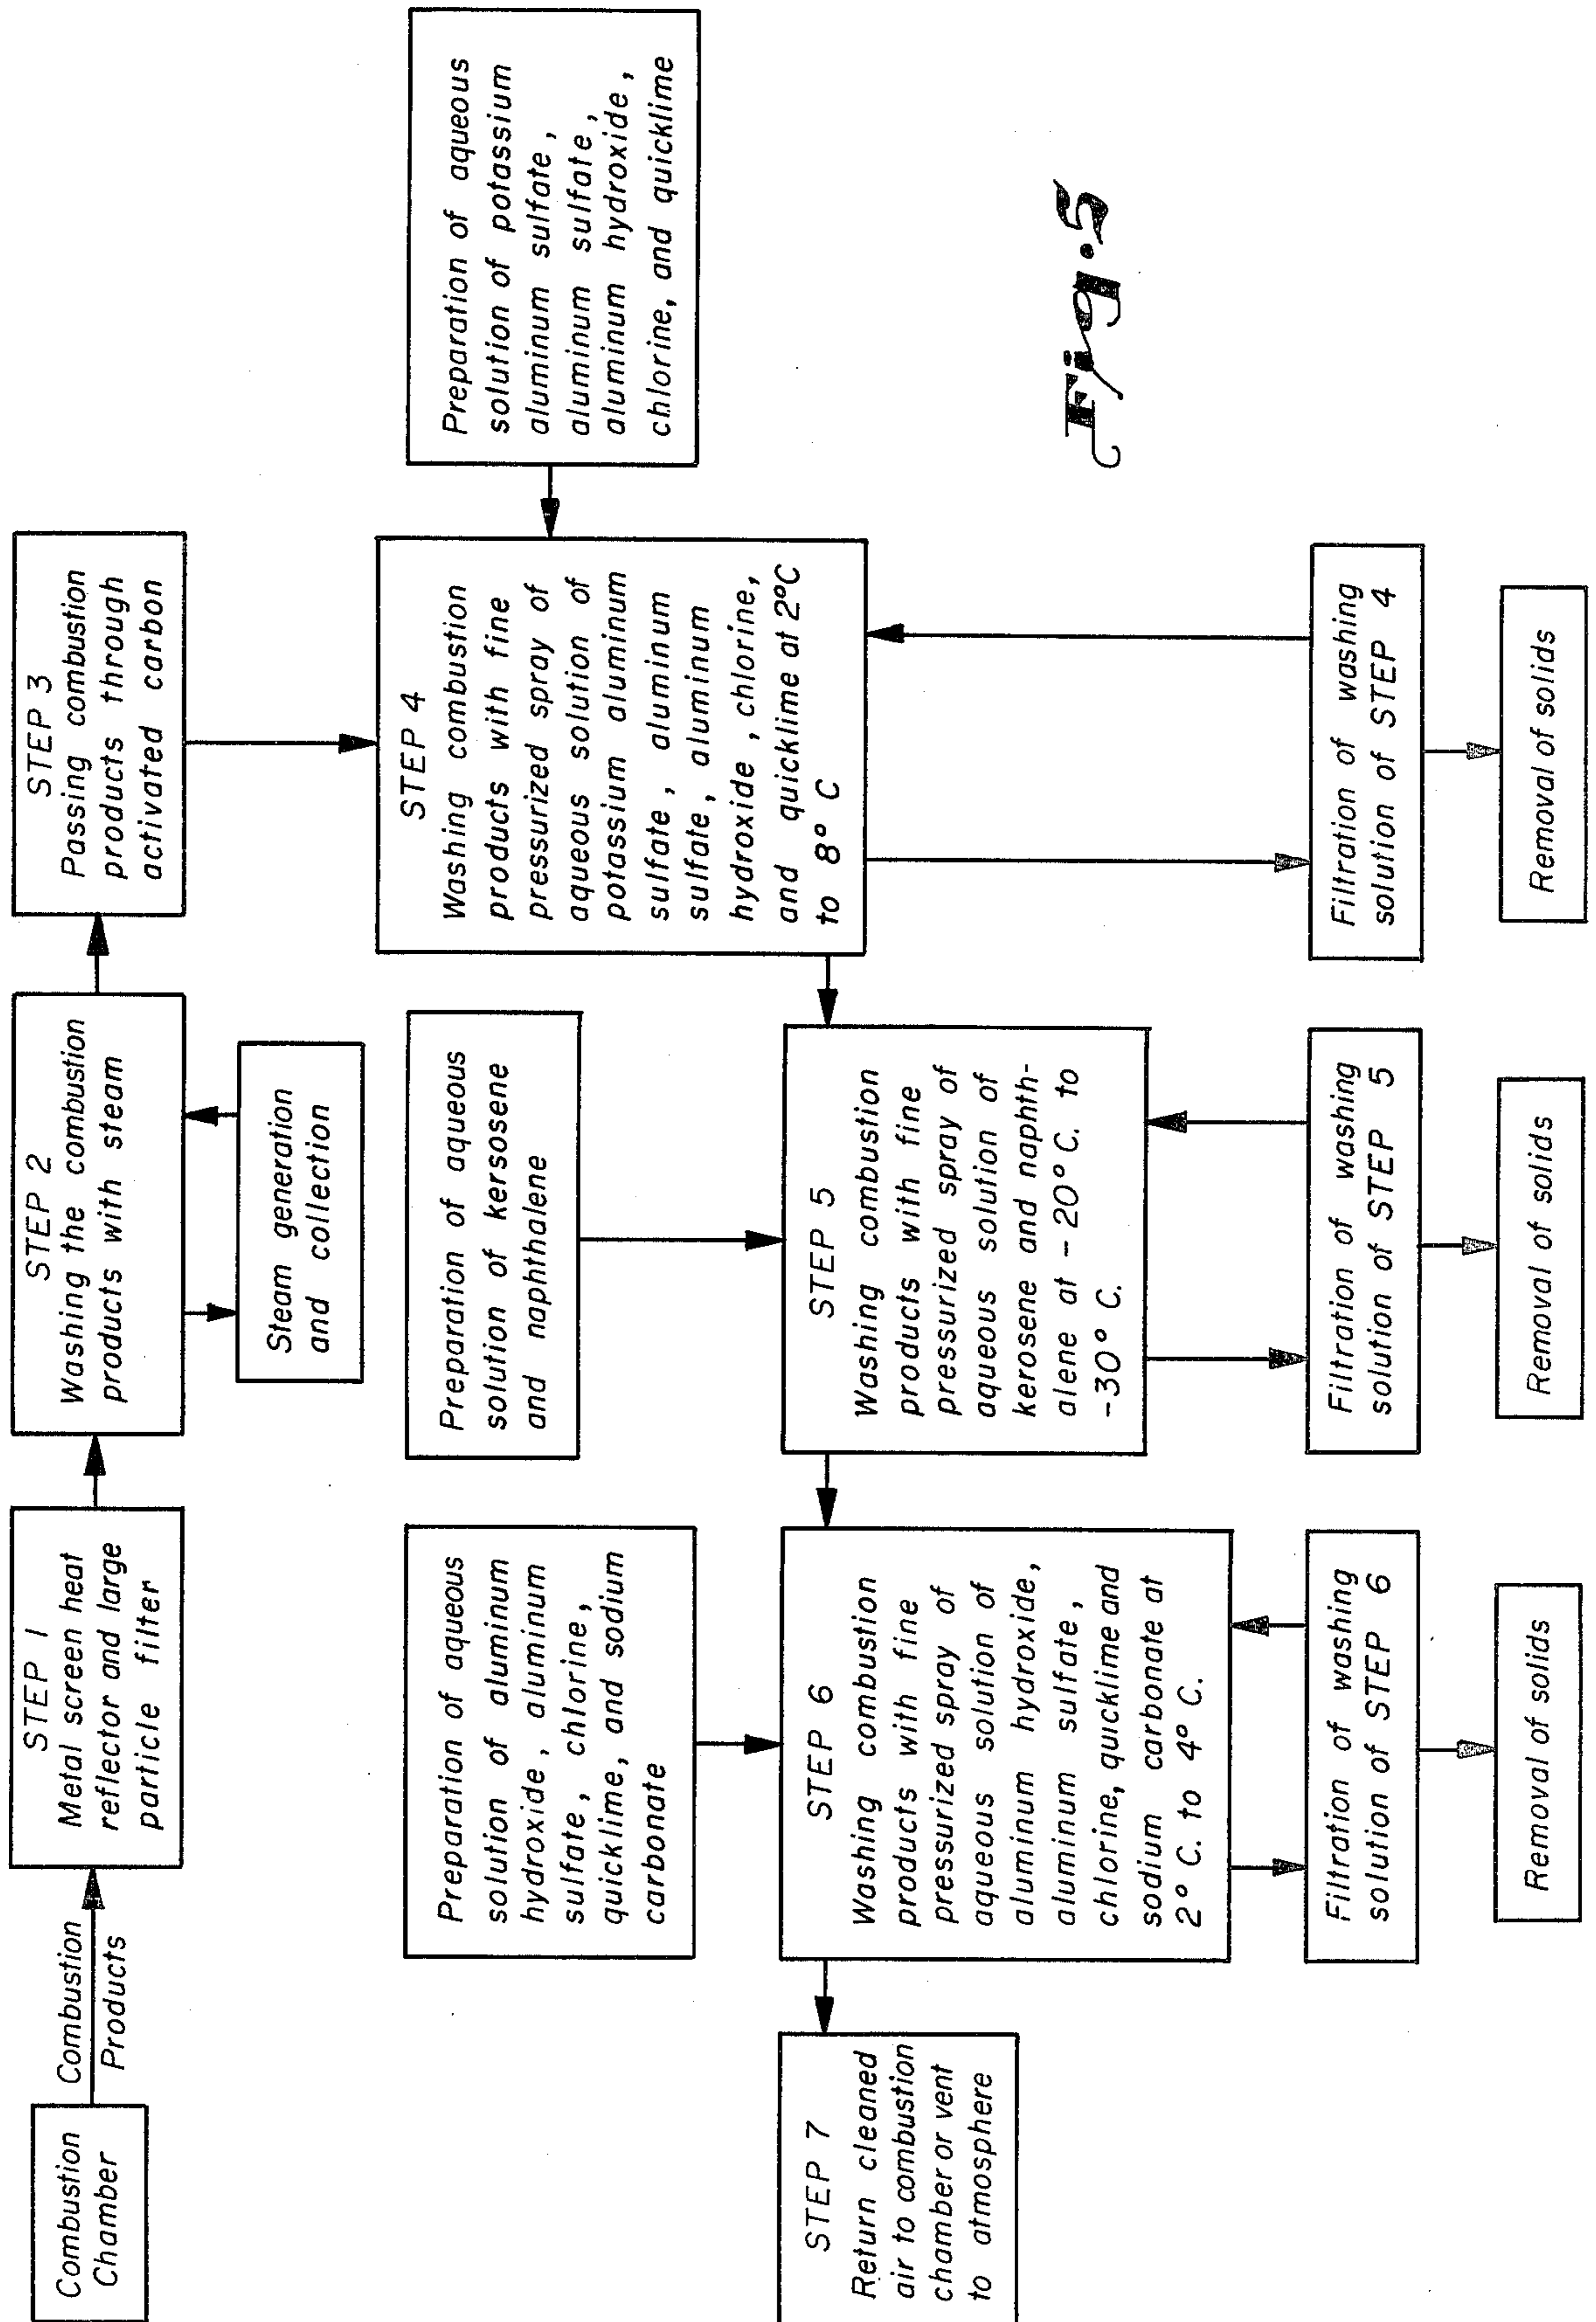 Combustion
Chamber
Combustion
Products
STEP 1
Metal screen heat
reflector and large
particle filter
STEP 2
Washing the combustion
products with steam
Steam generation
and collection
STEP 3
Passing combustion
products through
activated carbon
Preparation of aqueous
solution of potassium
aluminum sulfate,
aluminum sulfate,
aluminum hydroxide,
chlorine, and quicklime
STEP 4
Washing combustion
products with fine
pressurized spray of
aqueous solution of
potassium aluminum
sulfate, aluminum
sulfate, aluminum
hydroxide, chlorine,
and quicklime at 2°C
to 8° C
Filtration of washing
solution of STEP 4
Removal of solids
Preparation of aqueous
solution of kersosene
and naphthalene
STEP 5
Washing combustion
products with fine
pressurized spray of
aqueous solution of
kerosene and naphth-
alene at -20° C. to
-30° C.
Filtration of washing
solution of STEP 5
Removal of solids
Preparation of aqueous
solution of aluminum
hydroxide, aluminum
sulfate, chlorine,
quicklime, and sodium
carbonate
STEP 6
Washing combustion
products with fine
pressurized spray of
aqueous solution of
aluminum hydroxide,
aluminum sulfate,
chlorine, quicklime and
sodium carbonate at
2° C. to 4° C.
Filtration of washing
solution of STEP 6
Removal of solids
STEP 7
Return cleaned
air to combustion
chamber or vent
to atmosphere
Fig. 5